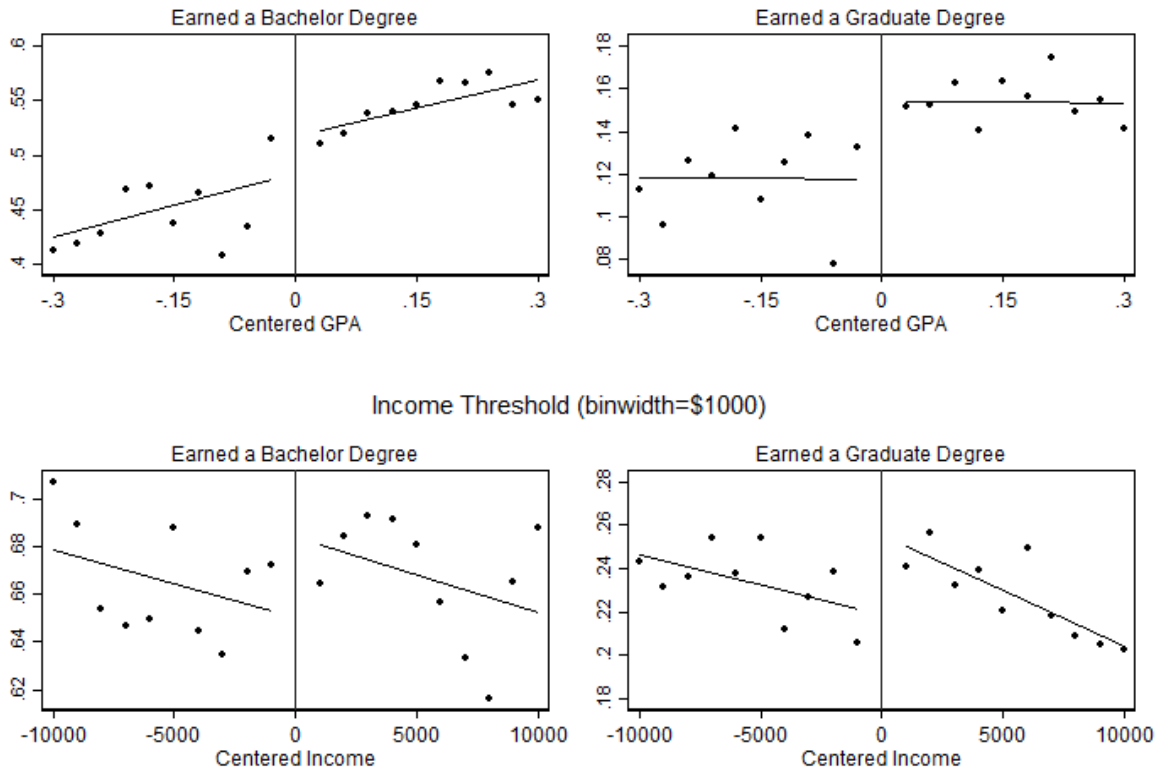 Earned a Bachelor Degree
.6
.55
.5
.45
.4
-.3 -.15 0 .15 .3
Centered GPA
Earned a Graduate Degree
.18
.16
.14
.12
.1
.08
-.3 -.15 0 .15 .3
Centered GPA
Income Threshold (binwidth=$1000)
Earned a Bachelor Degree
.7
.68
.66
.64
.62
-10000 -5000 0 5000 10000
Centered Income
Earned a Graduate Degree
.28
.26
.24
.22
.2
.18
-10000 -5000 0 5000 10000
Centered Income